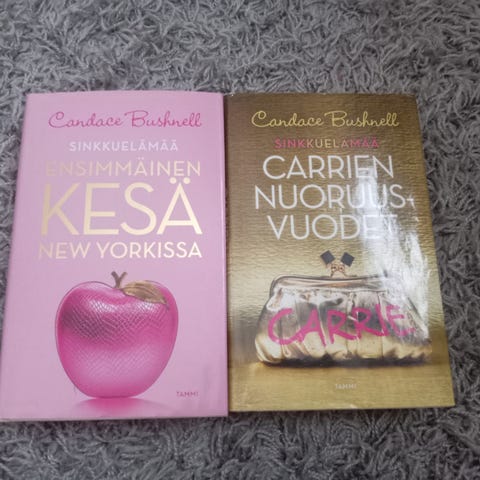 Candace Bushnell
SINKKUELÄMÄÄ
ENSIMMÄINEN
KESÄ
NEW YORKISSA
TAMMI
Candace Bushnell
SINKKUELÄMÄÄ
CARRIEN
NUORUUS-
VUODET
CARRIE
TAMMI